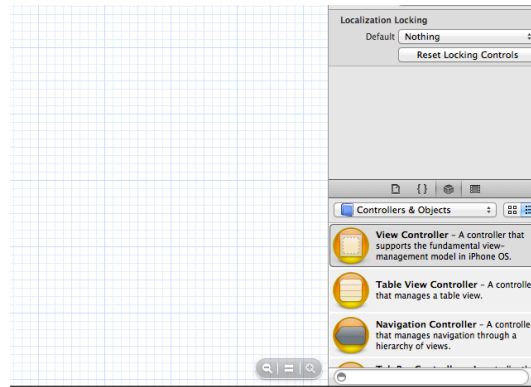 Localization Locking
Default Nothing
Reset Locking Controls
{}
Controllers & Objects
View Controller – A controller that
supports the fundamental view-
management model in iPhone OS.
Table View Controller – A controlle
that manages a table view.
Navigation Controller – A controlle
that manages navigation through a
hierarchy of views.